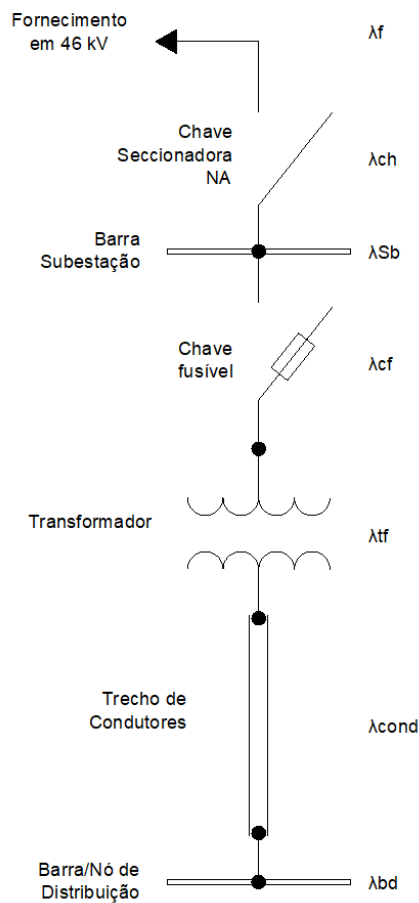 Fornecimento
em 46 kV
λf
Chave
Seccionadora
NA
λch
Barra
Subestação
λSb
Chave
fusível
λcf
Transformador
λtf
Trecho de
Condutores
λcond
Barra/Nó de
Distribuição
λbd